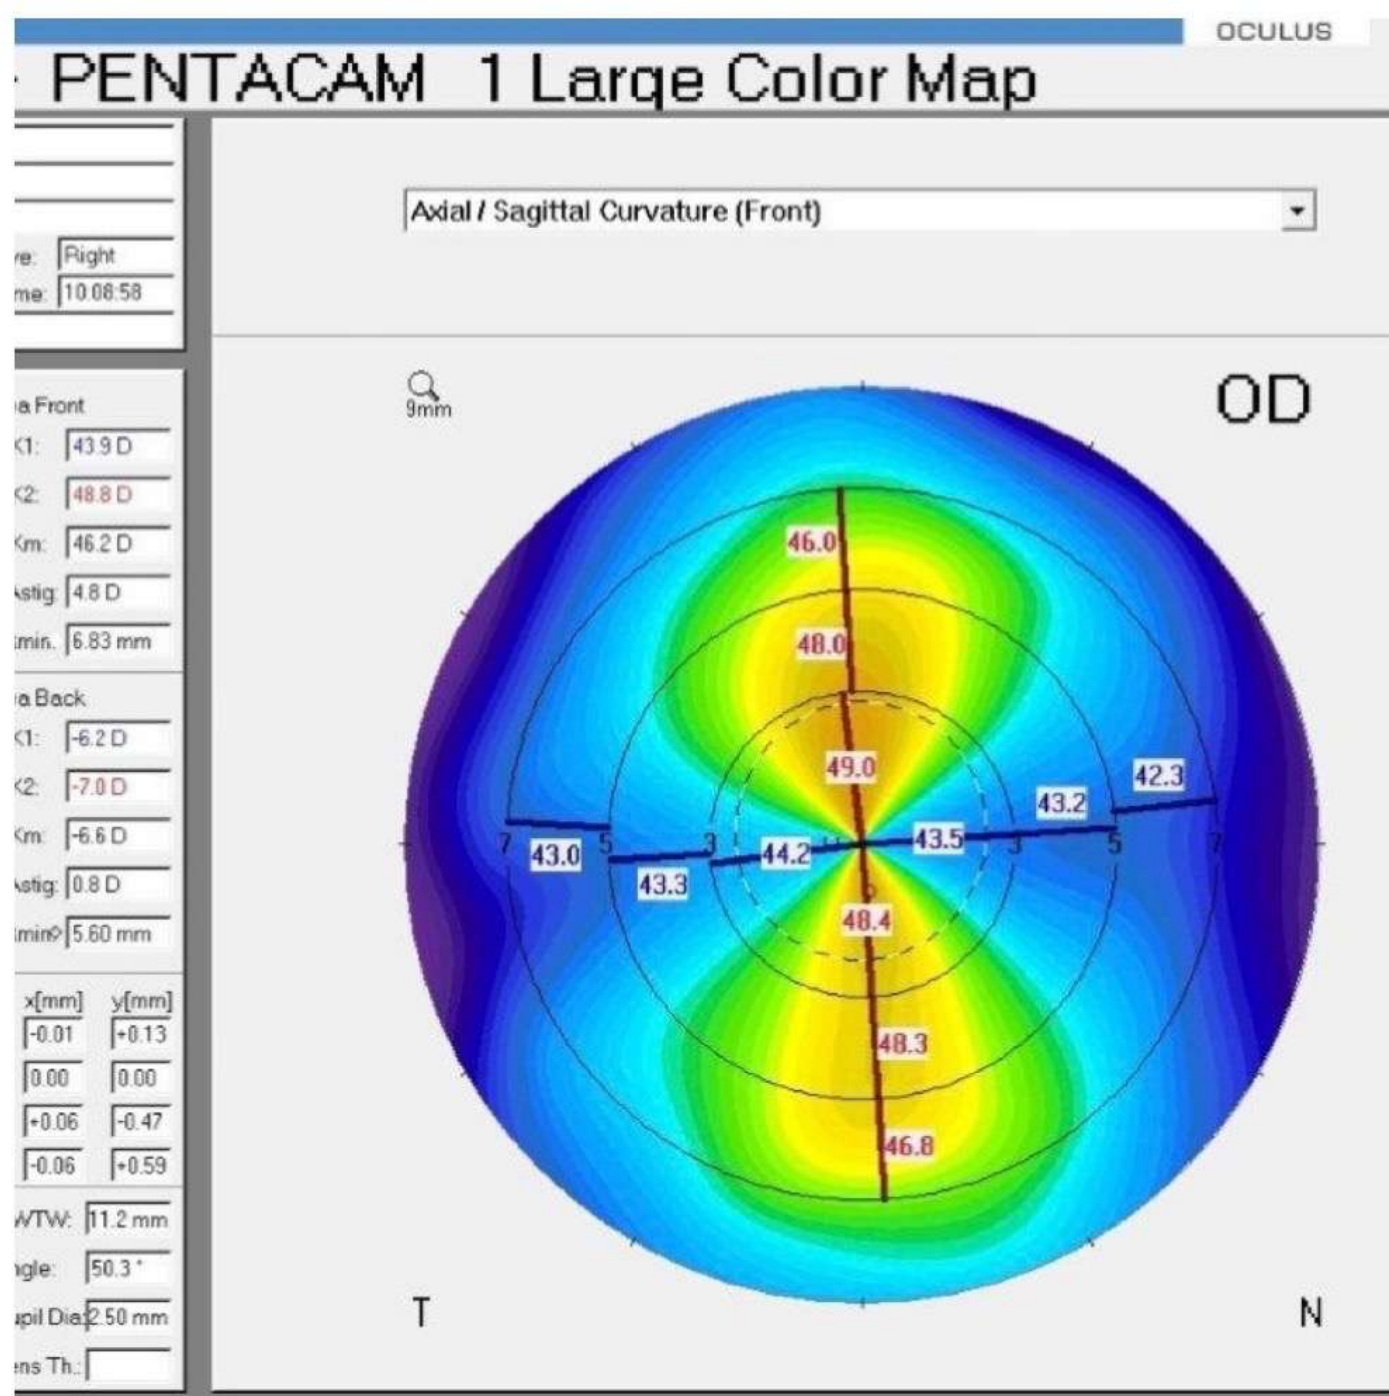 OCULUS
PENTACAM 1 Large Color Map
Axial / Sagittal Curvature (Front)
Right
10:08:58
9mm
OD
a Front
K1: 43.9 D
K2: 48.8 D
Km: 46.2 D
Astig: 4.8 D
min. 6.83 mm
a Back
K1: -6.2 D
K2: -7.0 D
Km: -6.6 D
Astig: 0.8 D
min 5.60 mm
x[mm] y[mm]
-0.01 +0.13
0.00 0.00
+0.06 -0.47
-0.06 +0.59
WTW: 11.2 mm
ngle: 50.3 °
upil Dia: 2.50 mm
ens Th.:
46.0
48.0
49.0
42.3
43.2
43.5
7 5 3 3 5 7
43.0
44.2
43.3
48.4
48.3
46.8
T N